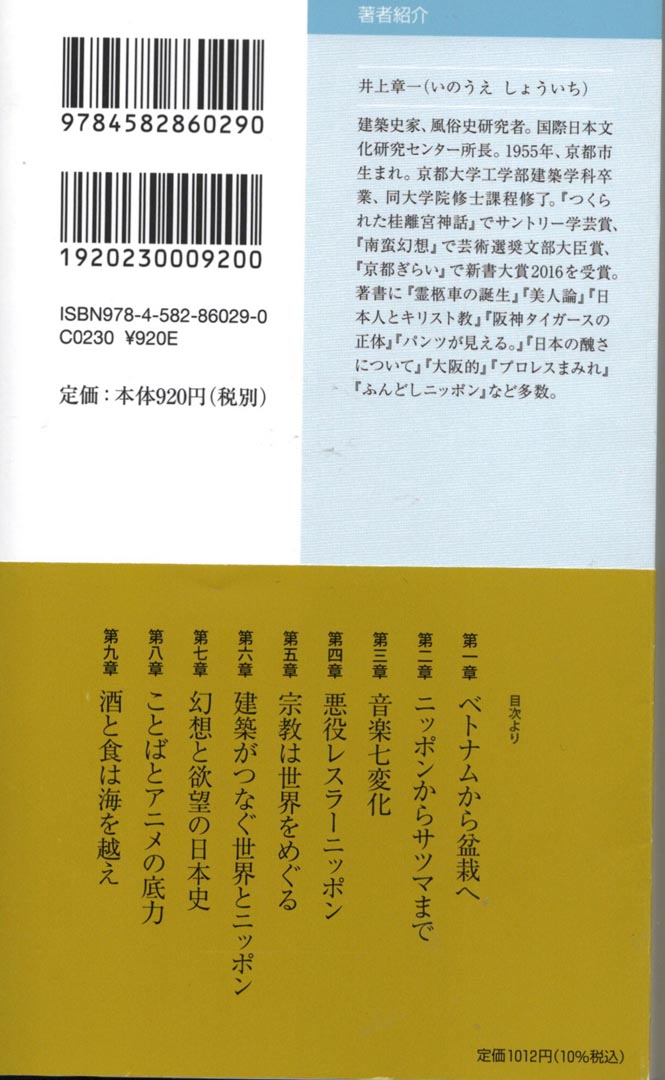 著者紹介
井上章一(いのうえ しょういち)
建築史家、風俗史研究者。国際日本文
化研究センター所長。1955年、京都市
生まれ。京都大学工学部建築学科卒
業、同大学院修士課程修了。『つくら
れた桂離宮神話』でサントリー学芸賞、
『南蛮幻想』で芸術選奨文部大臣賞、
『京都ぎらい』で新書大賞2016を受賞。
著書に『霊柩車の誕生』『美人論』『日
本人とキリスト教』『阪神タイガースの
正体』『パンツが見える。』『日本の醜さ
について』『大阪的』『プロレスまみれ』
『ふんどしニッポン』など多数。
9784582860290
1920230009200
ISBN978-4-582-86029-0
C0230 ¥920E
定価：本体920円(税別)
目次より
第一章 ベトナムから盆栽へ
第二章 ニッポンからサツマまで
第三章 音楽七変化
第四章 悪役レスラーニッポン
第五章 宗教は世界をめぐる
第六章 建築がつなぐ世界とニッポン
第七章 幻想と欲望の日本史
第八章 ことばとアニメの底力
第九章 酒と食は海を越え
定価1012円(10%税込)